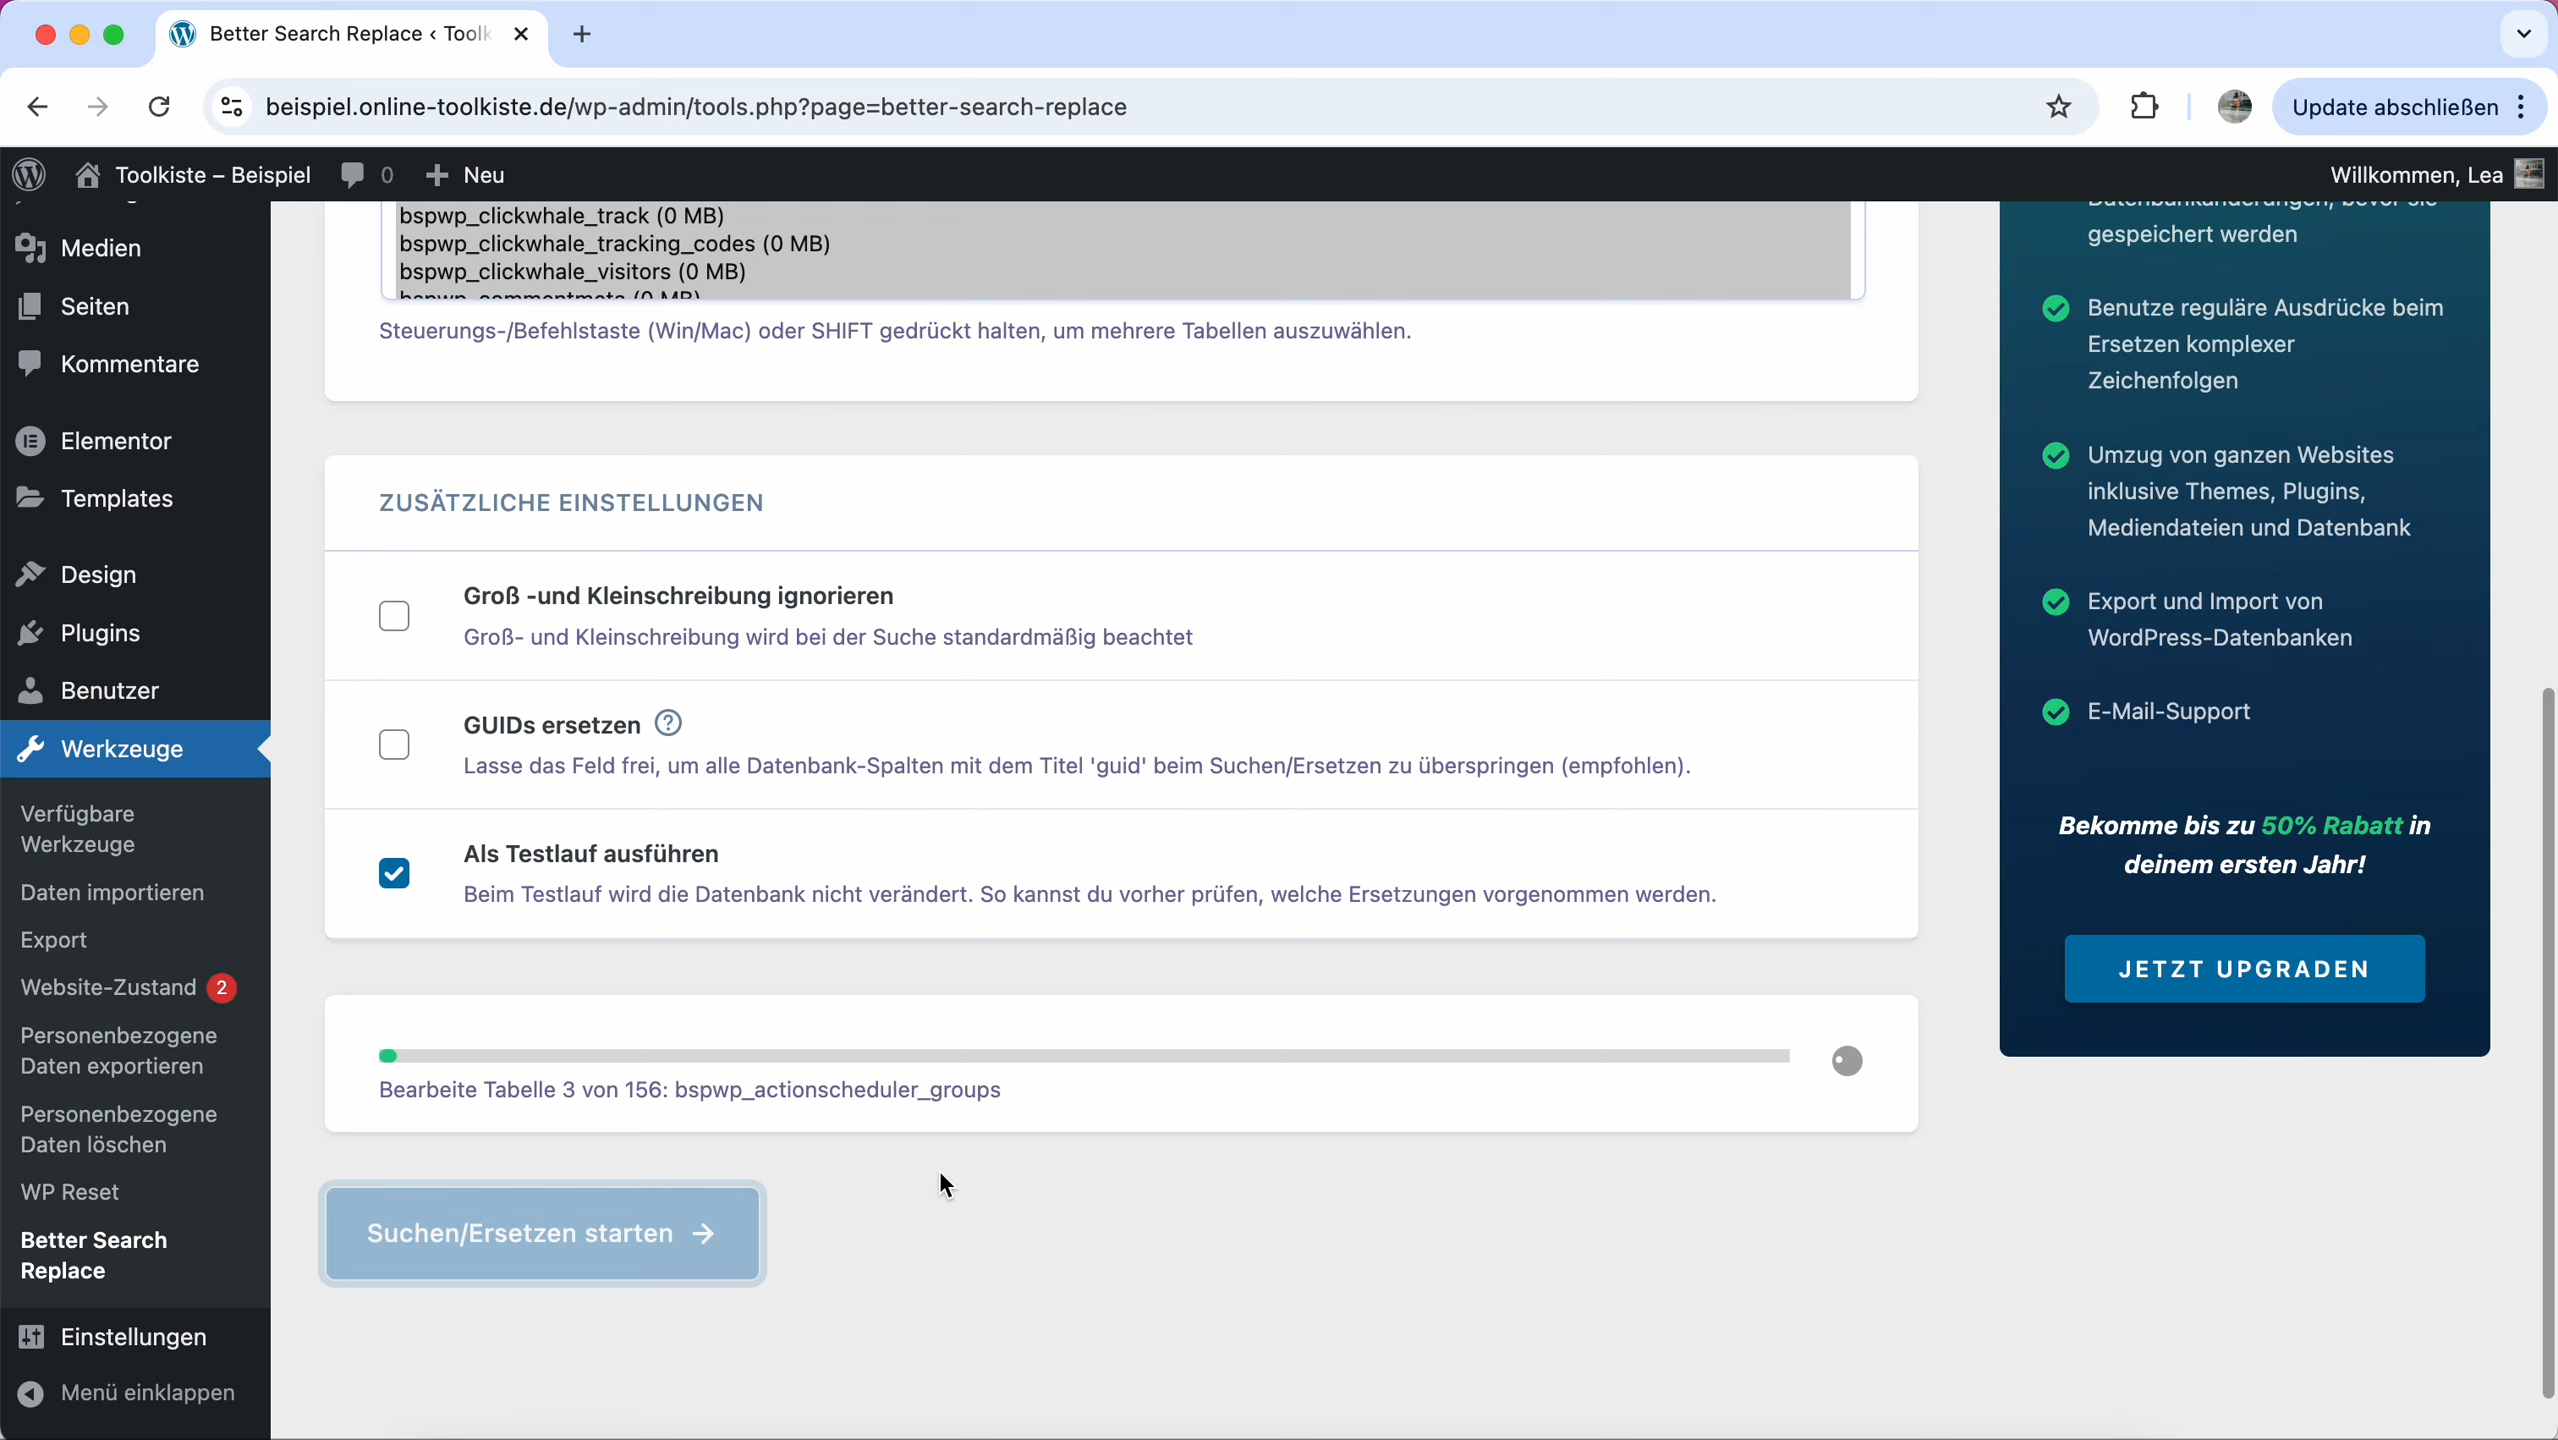 Better Search Replace ‹ Toolk
beispiel.online-toolkiste.de/wp-admin/tools.php?page=better-search-replace
Update abschließen
Toolkiste – Beispiel
0
Neu
Willkommen, Lea
Medien
Seiten
Kommentare
Elementor
Templates
Design
Plugins
Benutzer
Werkzeuge
Verfügbare
Werkzeuge
Daten importieren
Export
Website-Zustand 2
Personenbezogene
Daten exportieren
Personenbezogene
Daten löschen
WP Reset
Better Search
Replace
Einstellungen
Menü einklappen
bspwp_clickwhale_track (0 MB)
bspwp_clickwhale_tracking_codes (0 MB)
bspwp_clickwhale_visitors (0 MB)
bspwp_commentmeta (0 MB)
Steuerungs-/Befehlstaste (Win/Mac) oder SHIFT gedrückt halten, um mehrere Tabellen auszuwählen.
ZUSÄTZLICHE EINSTELLUNGEN
Groß -und Kleinschreibung ignorieren
Groß- und Kleinschreibung wird bei der Suche standardmäßig beachtet
GUIDs ersetzen ?
Lasse das Feld frei, um alle Datenbank-Spalten mit dem Titel 'guid' beim Suchen/Ersetzen zu überspringen (empfohlen).
Als Testlauf ausführen
Beim Testlauf wird die Datenbank nicht verändert. So kannst du vorher prüfen, welche Ersetzungen vorgenommen werden.
Bearbeite Tabelle 3 von 156: bspwp_actionscheduler_groups
Suchen/Ersetzen starten →
Datenbankänderungen, bevor sie
gespeichert werden
Benutze reguläre Ausdrücke beim
Ersetzen komplexer
Zeichenfolgen
Umzug von ganzen Websites
inklusive Themes, Plugins,
Mediendateien und Datenbank
Export und Import von
WordPress-Datenbanken
E-Mail-Support
Bekomme bis zu 50% Rabatt in
deinem ersten Jahr!
JETZT UPGRADEN